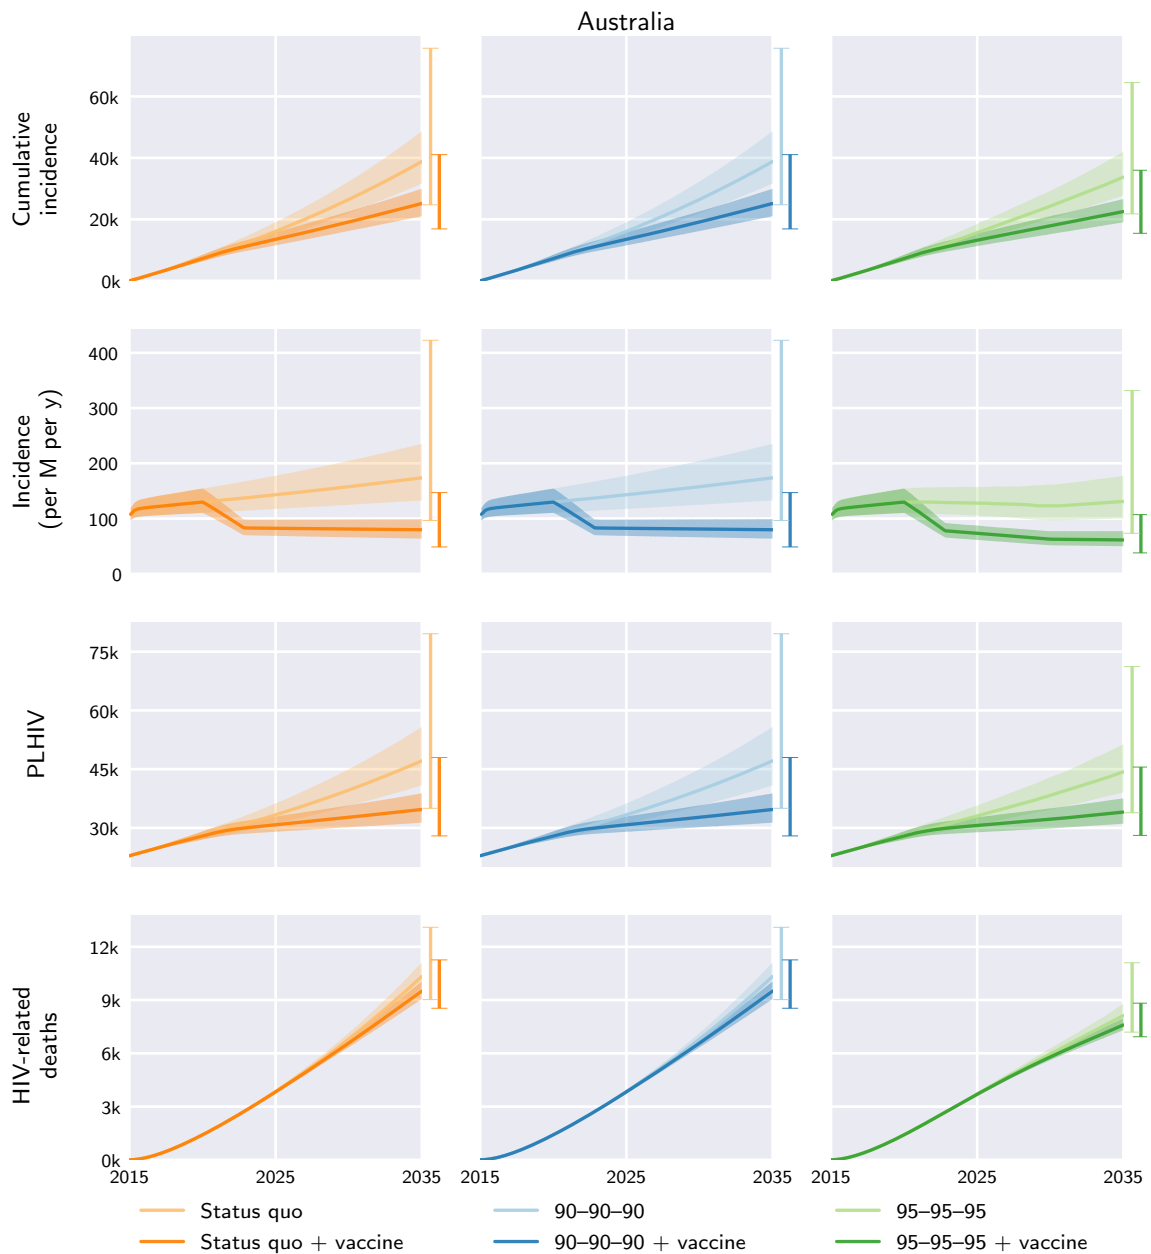 Australia
Cumulative
incidence
60k
40k
20k
0k
Incidence
(per M per y)
400
300
200
100
0
PLHIV
75k
60k
45k
30k
HIV-related
deaths
12k
9k
6k
3k
0k
2015 2025 2035 2015 2025 2035 2015 2025 2035
Status quo 90–90–90 95–95–95
Status quo + vaccine 90–90–90 + vaccine 95–95–95 + vaccine